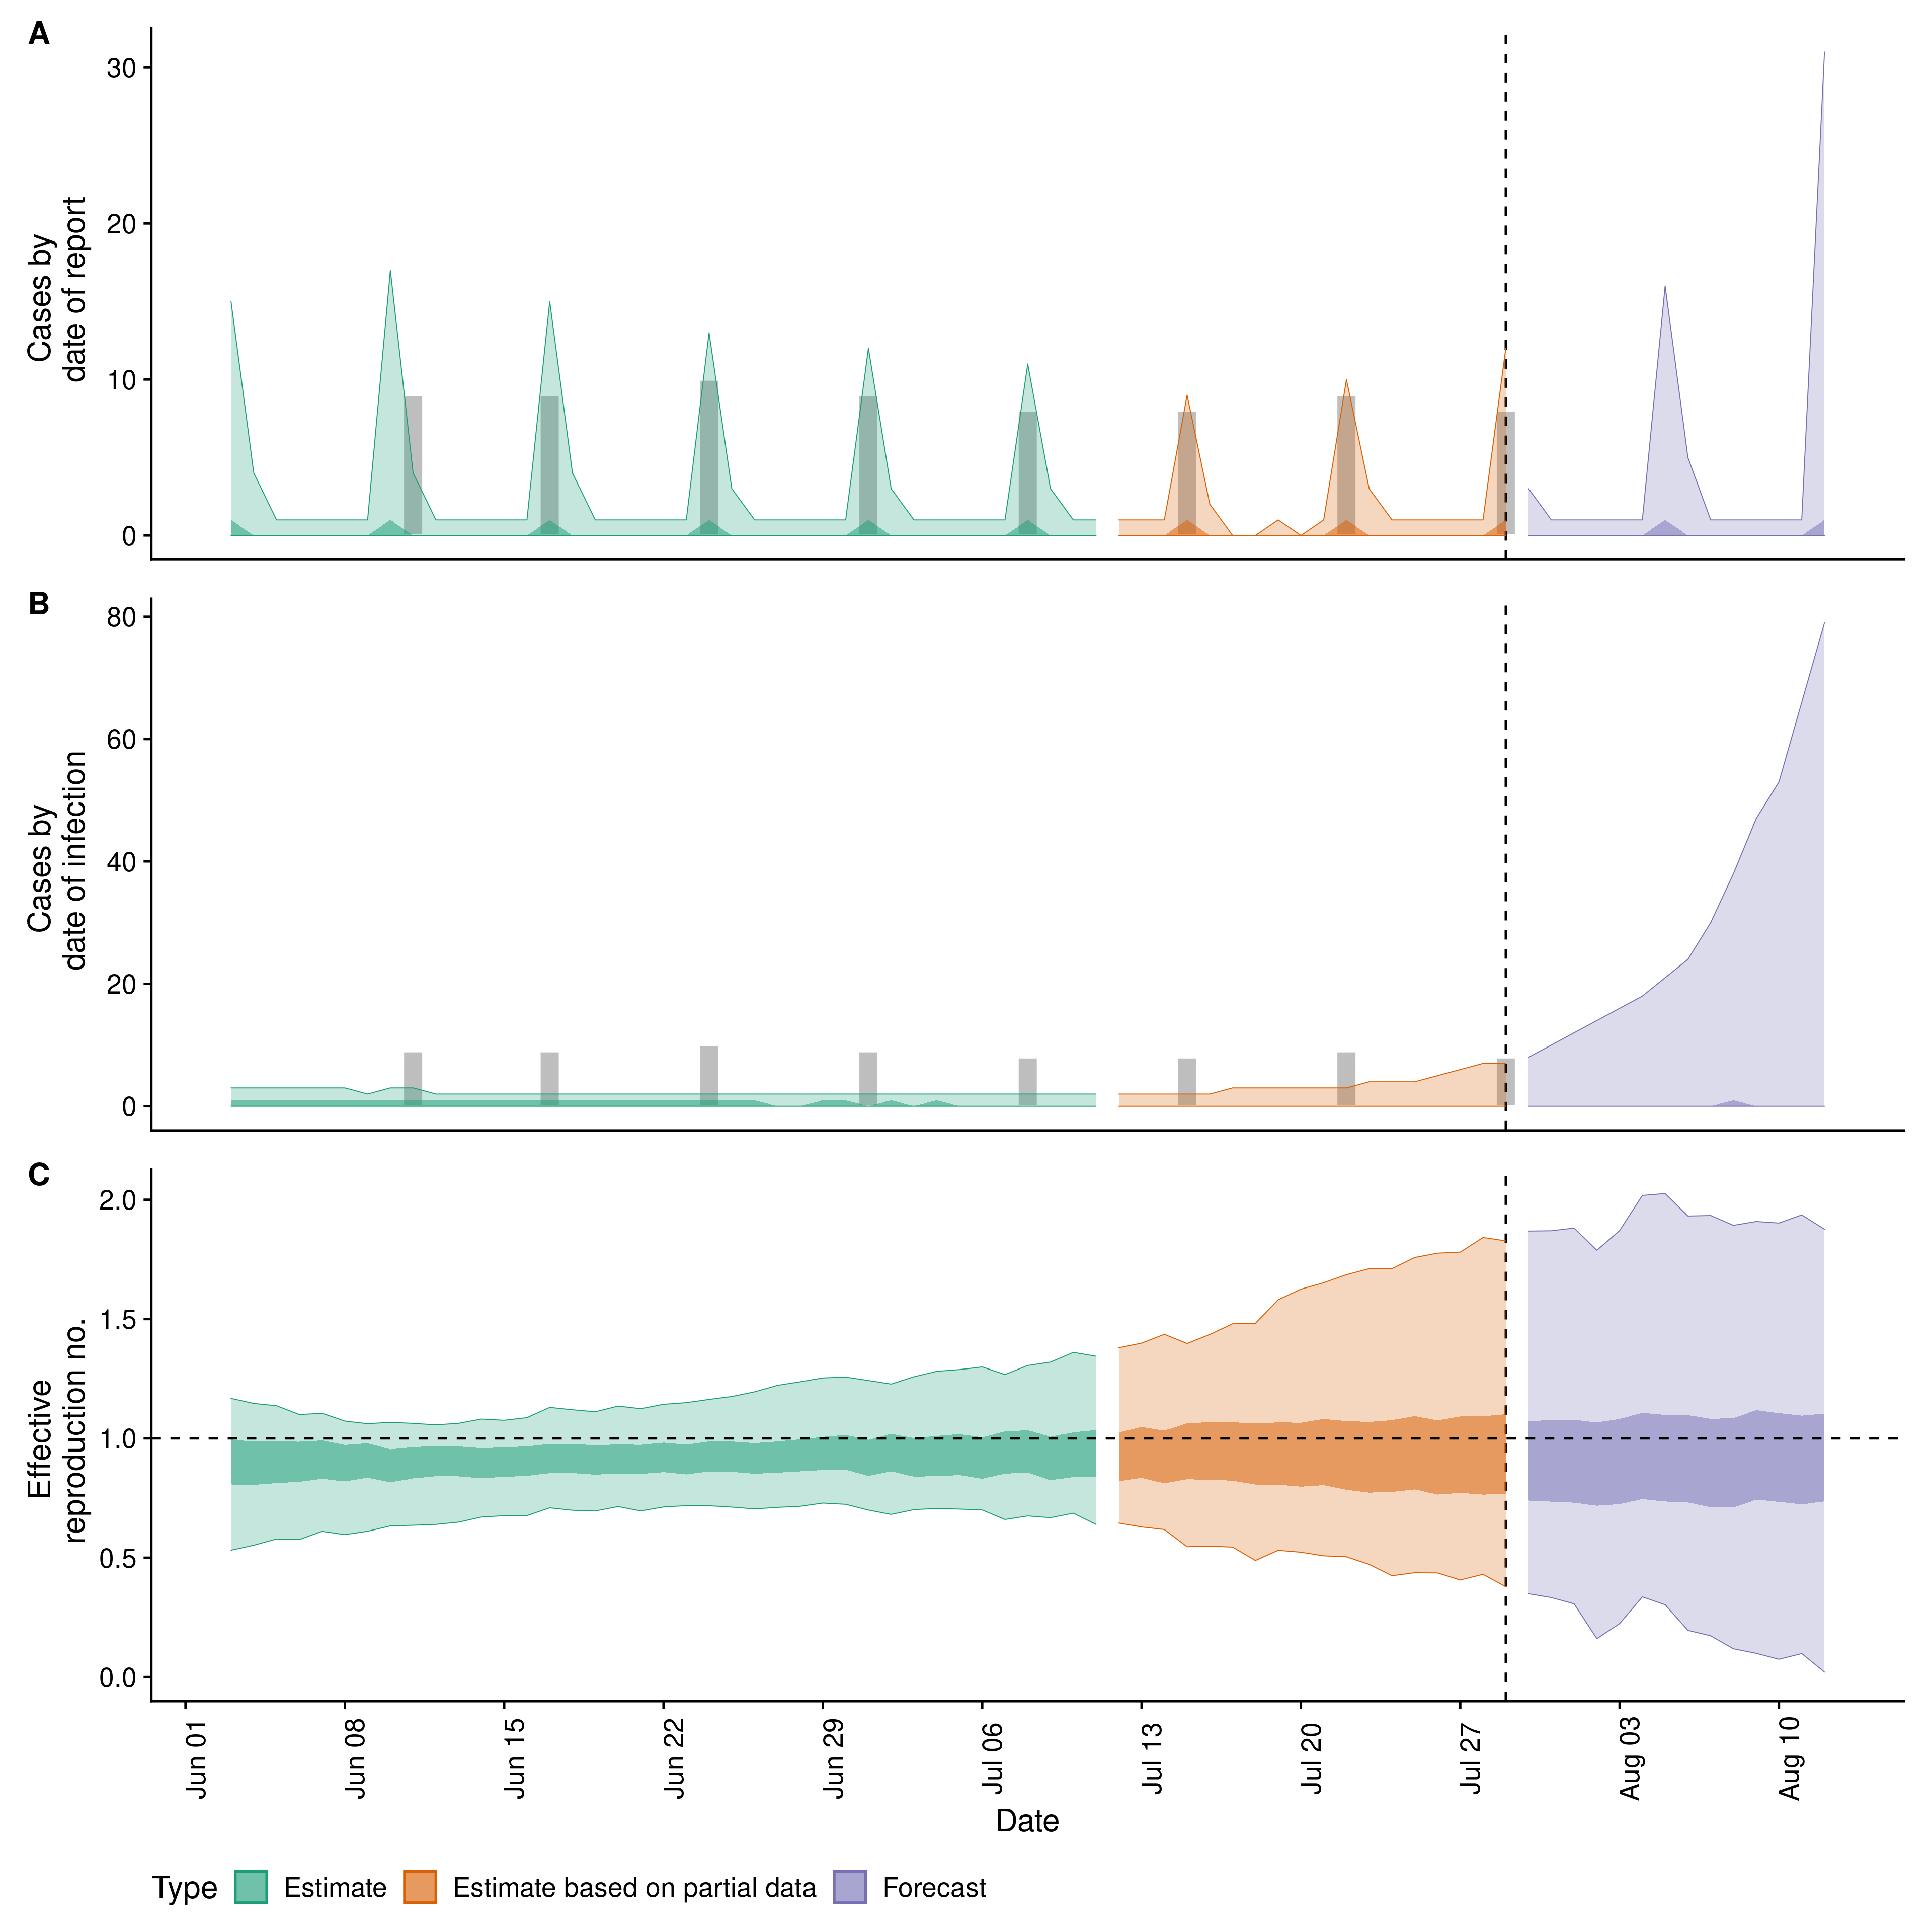 A
30
20
10
0
Cases by
date of report
B
80
60
40
20
0
Cases by
date of infection
C
2.0
1.5
1.0
0.5
0.0
Effective
reproduction no.
Jun 01
Jun 08
Jun 15
Jun 22
Jun 29
Jul 06
Jul 13
Jul 20
Jul 27
Aug 03
Aug 10
Date
Type Estimate Estimate based on partial data Forecast